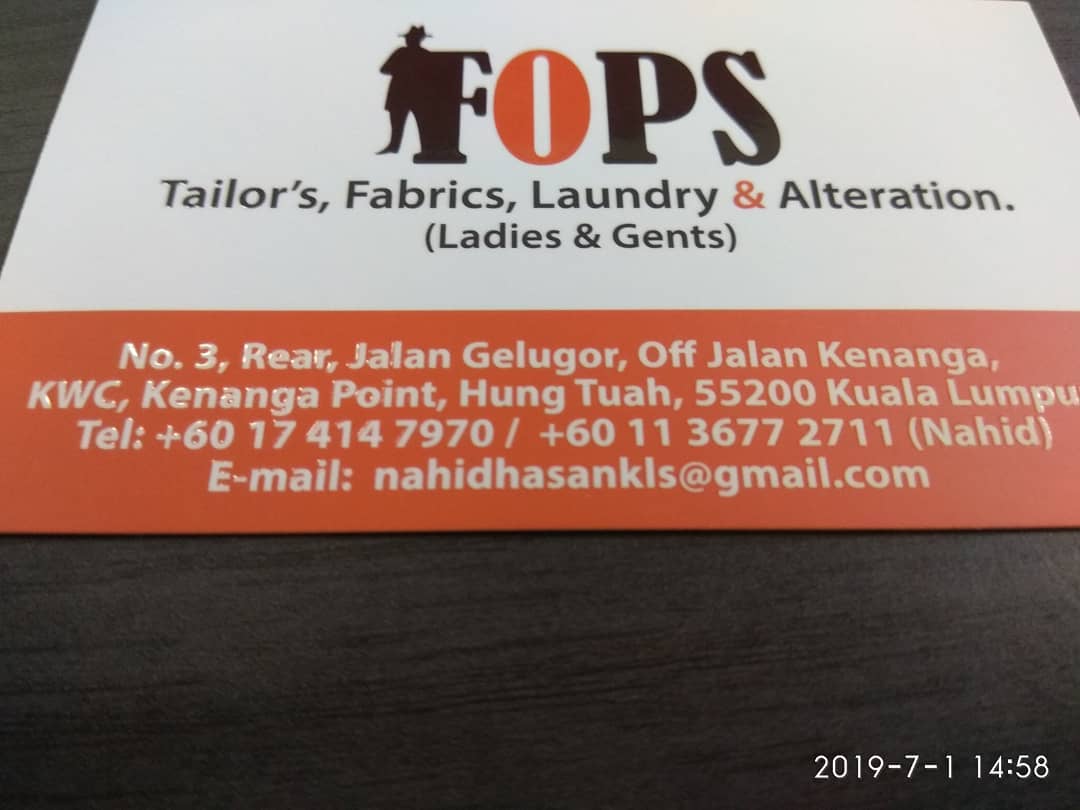 FOPS
Tailor's, Fabrics, Laundry & Alteration.
(Ladies & Gents)
No. 3, Rear, Jalan Gelugor, Off Jalan Kenanga,
KWC, Kenanga Point, Hung Tuah, 55200 Kuala Lumpu
Tel: +60 17 414 7970 / +60 11 3677 2711 (Nahid)
E-mail: nahidhasankls@gmail.com
2019-7-1 14:58